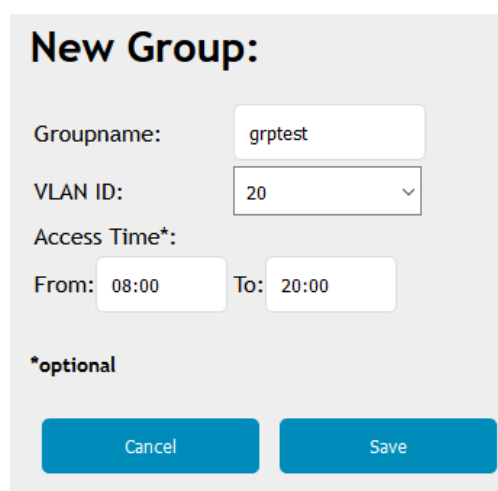 New Group:
Groupname: grptest
VLAN ID: 20
Access Time*:
From: 08:00 To: 20:00
*optional
Cancel Save